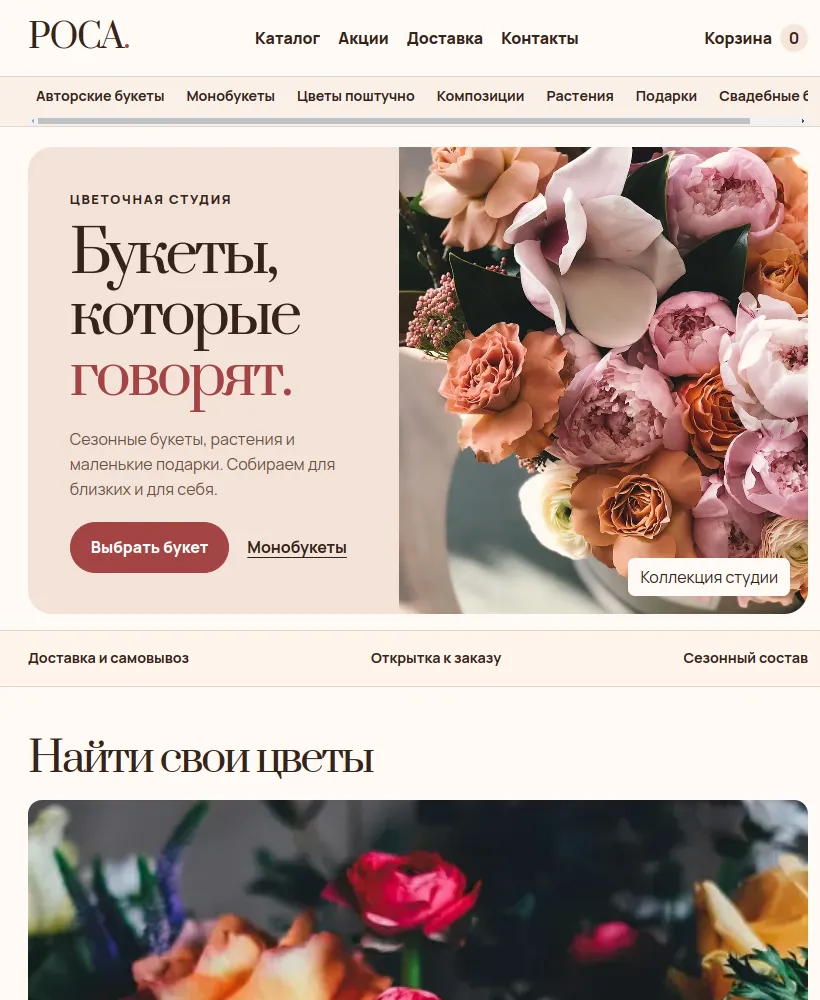 РОСА.
Каталог Акции Доставка Контакты
Корзина 0
Авторские букеты Монобукеты Цветы поштучно Композиции Растения Подарки Свадебные
ЦВЕТОЧНАЯ СТУДИЯ
Букеты,
которые
говорят.
Сезонные букеты, растения и
маленькие подарки. Собираем для
близких и для себя.
Выбрать букет Монобукеты
Коллекция студии
Доставка и самовывоз Открытка к заказу Сезонный состав
Найти свои цветы